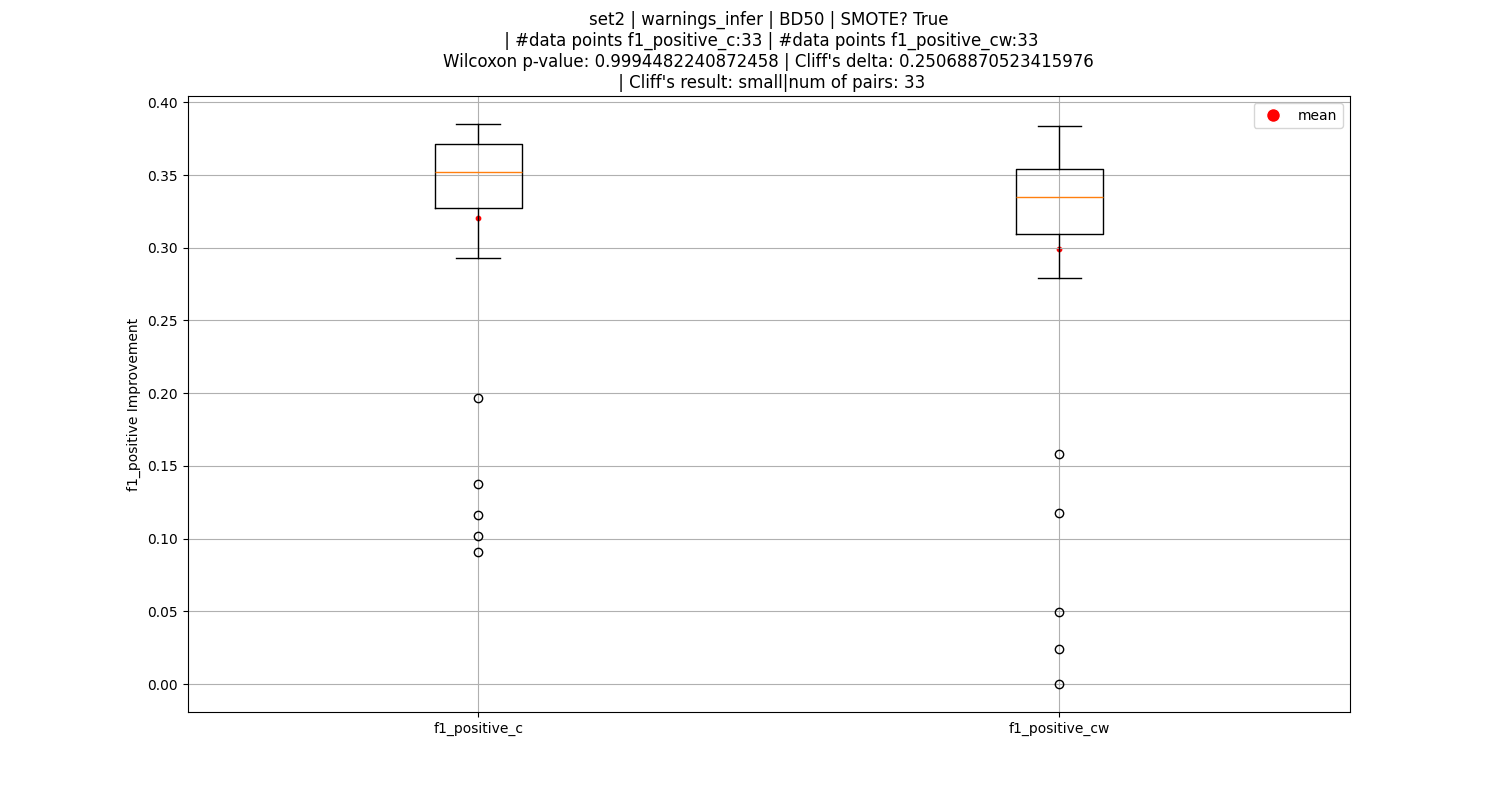 set2 | warnings_infer | BD50 | SMOTE? True
| #data points f1_positive_c:33 | #data points f1_positive_cw:33
Wilcoxon p-value: 0.9994482240872458 | Cliff's delta: 0.25068870523415976
| Cliff's result: small|num of pairs: 33
mean
f1_positive Improvement
0.40
0.35
0.30
0.25
0.20
0.15
0.10
0.05
0.00
f1_positive_c
f1_positive_cw